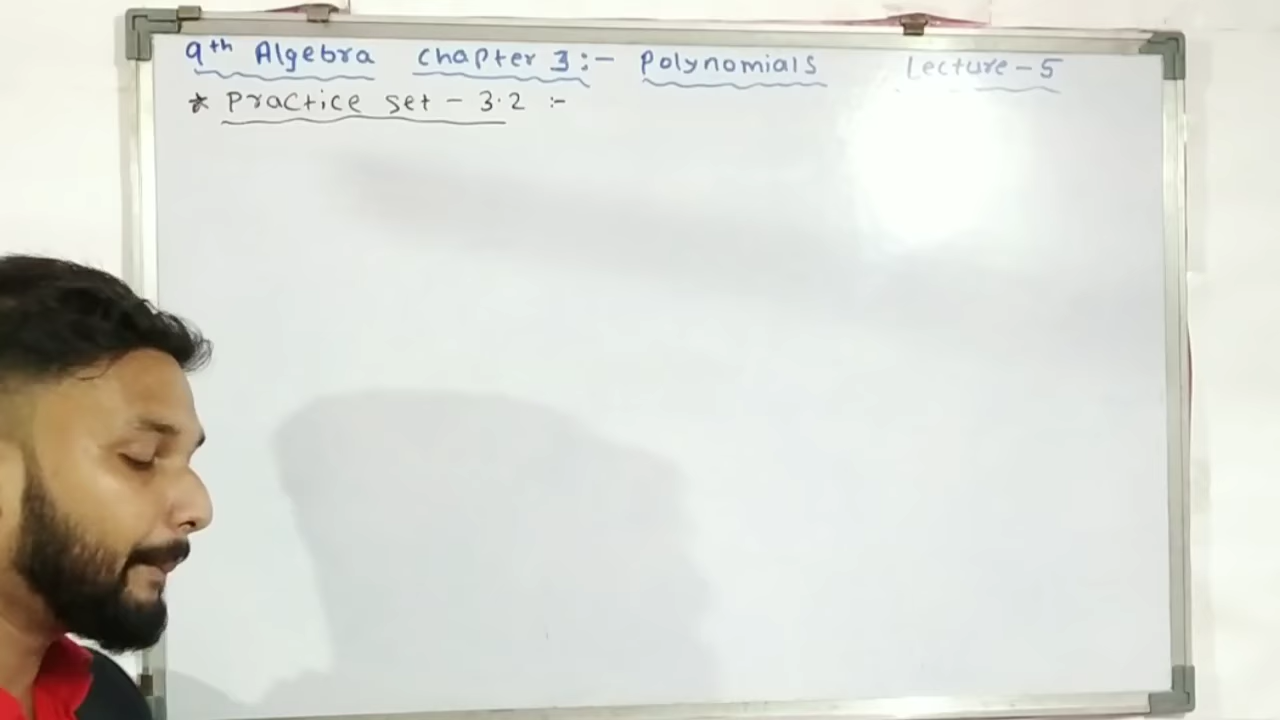 9th Algebra Chapter 3:- Polynomials Lecture - 5
* Practice set - 3.2 :-